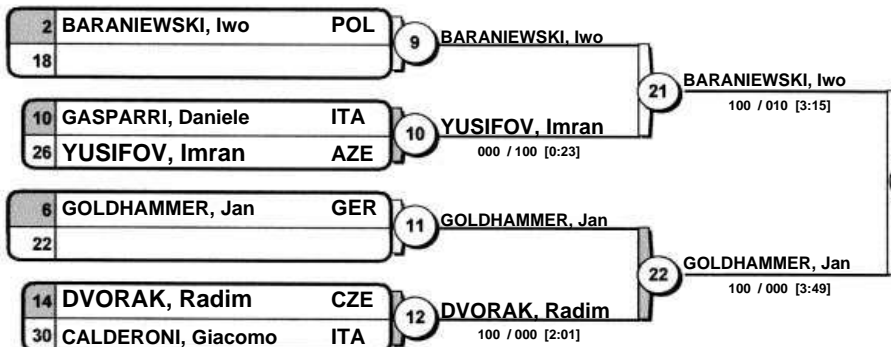 2 BARANIEWSKI, Iwo POL
18
9
BARANIEWSKI, Iwo
21
BARANIEWSKI, Iwo
100 / 010 [3:15]
10 GASPARRI, Daniele ITA
26 YUSIFOV, Imran AZE
10
YUSIFOV, Imran
000 / 100 [0:23]
6 GOLDHAMMER, Jan GER
22
11
GOLDHAMMER, Jan
22
GOLDHAMMER, Jan
100 / 000 [3:49]
14 DVORAK, Radim CZE
30 CALDERONI, Giacomo ITA
12
DVORAK, Radim
100 / 000 [2:01]